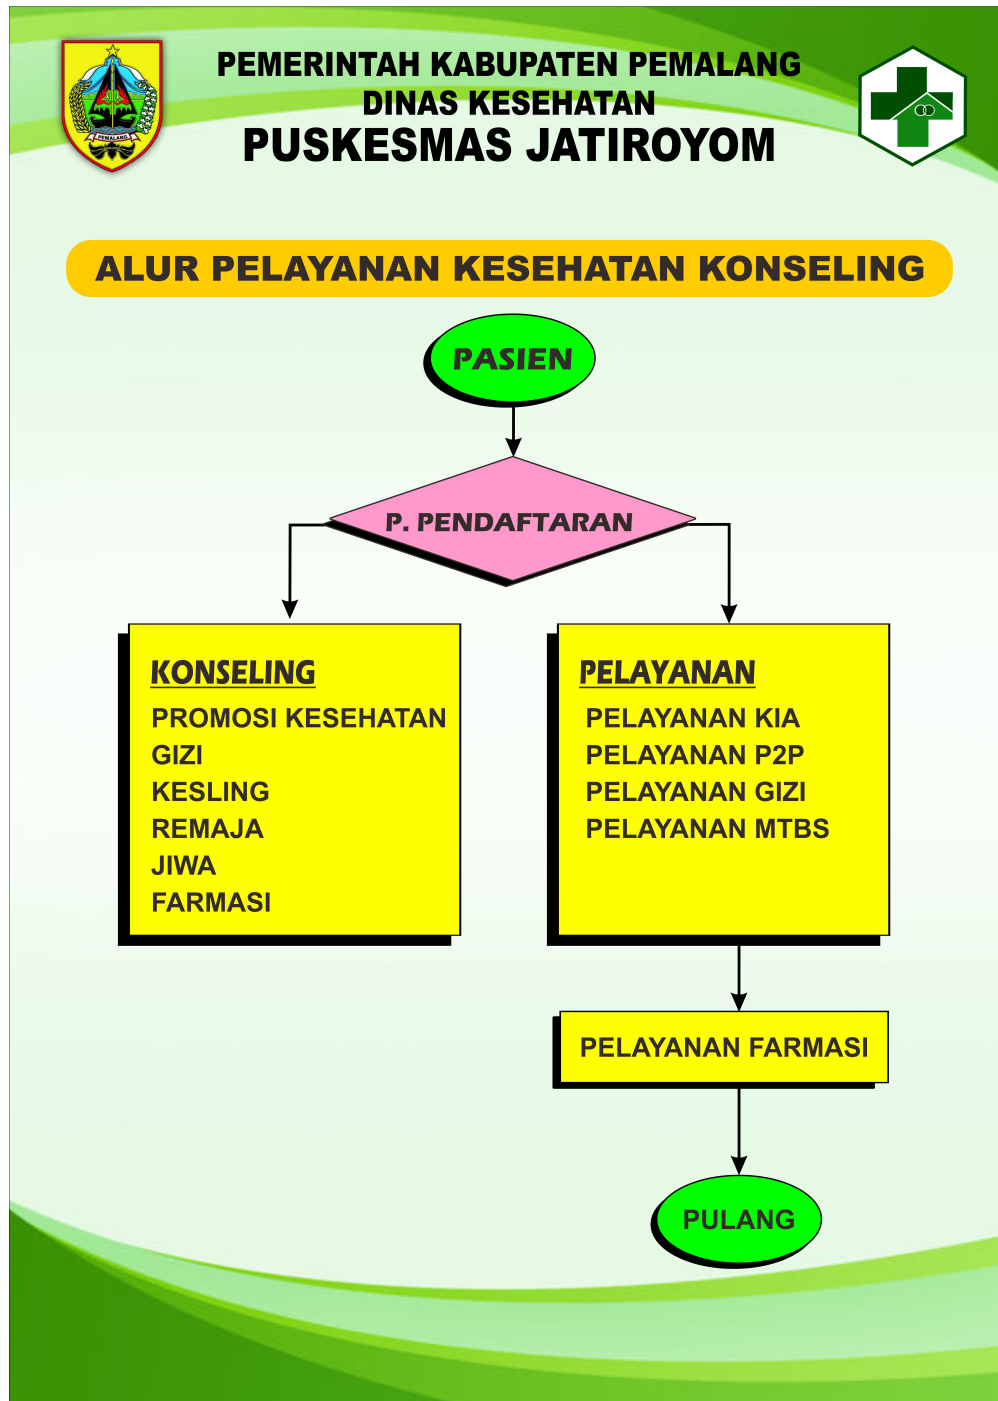 PEMERINTAH KABUPATEN PEMALANG
DINAS KESEHATAN
PUSKESMAS JATIROYOM
PEMALANG
ALUR PELAYANAN KESEHATAN KONSELING
PASIEN
P. PENDAFTARAN
KONSELING
PROMOSI KESEHATAN
GIZI
KESLING
REMAJA
JIWA
FARMASI
PELAYANAN
PELAYANAN KIA
PELAYANAN P2P
PELAYANAN GIZI
PELAYANAN MTBS
PELAYANAN FARMASI
PULANG